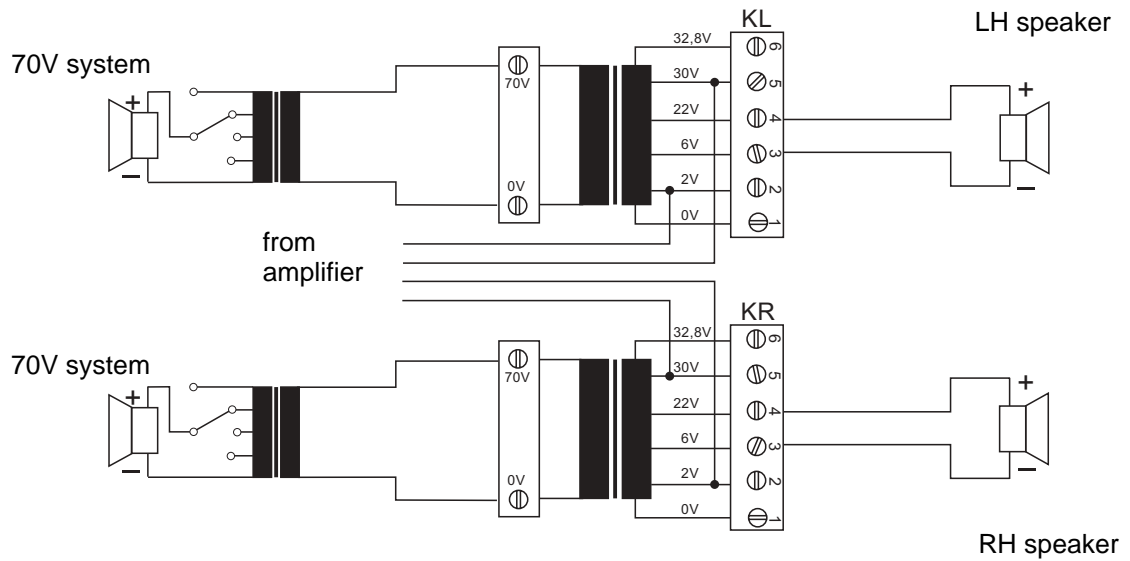 KL
LH speaker
70V system
+
−
70V
0V
32,8V
30V
22V
6V
2V
0V
6
5
4
3
2
1
+
−
from
amplifier
KR
70V system
+
−
70V
0V
32,8V
30V
22V
6V
2V
0V
6
5
4
3
2
1
+
−
RH speaker